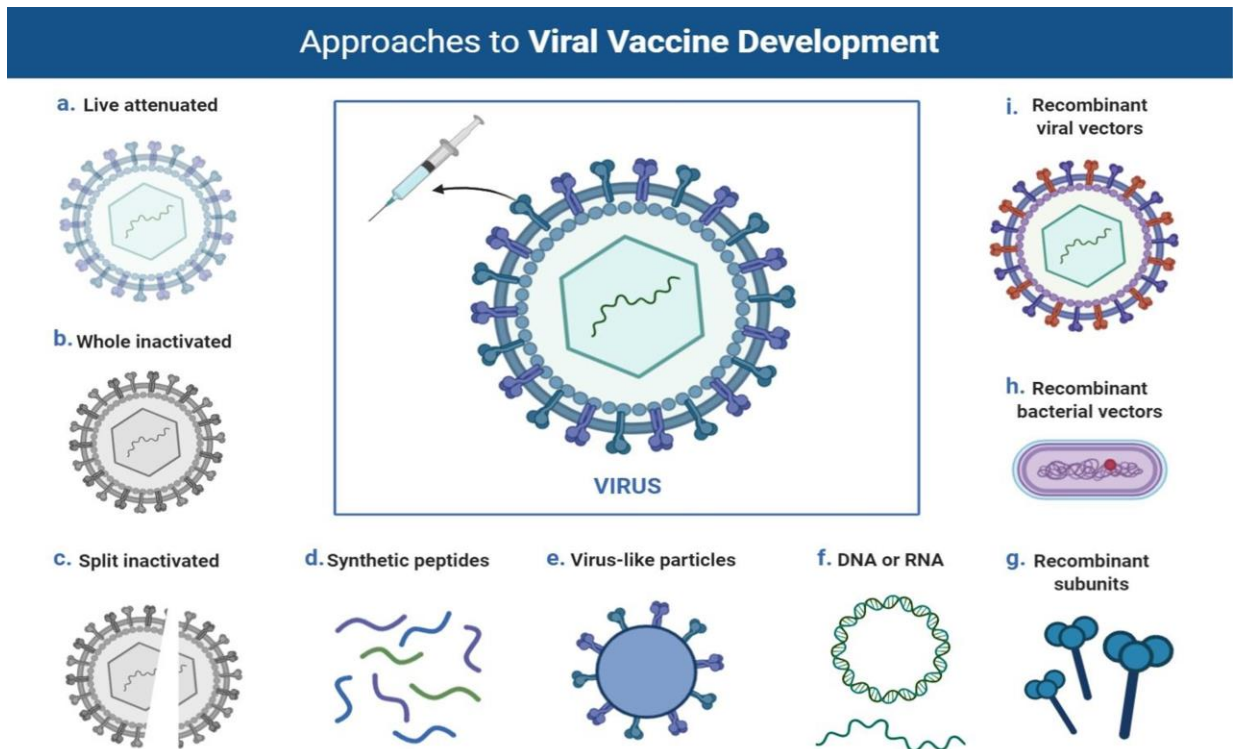 Approaches to Viral Vaccine Development
a. Live attenuated
b. Whole inactivated
c. Split inactivated
d. Synthetic peptides
e. Virus-like particles
f. DNA or RNA
g. Recombinant
subunits
h. Recombinant
bacterial vectors
i. Recombinant
viral vectors
VIRUS